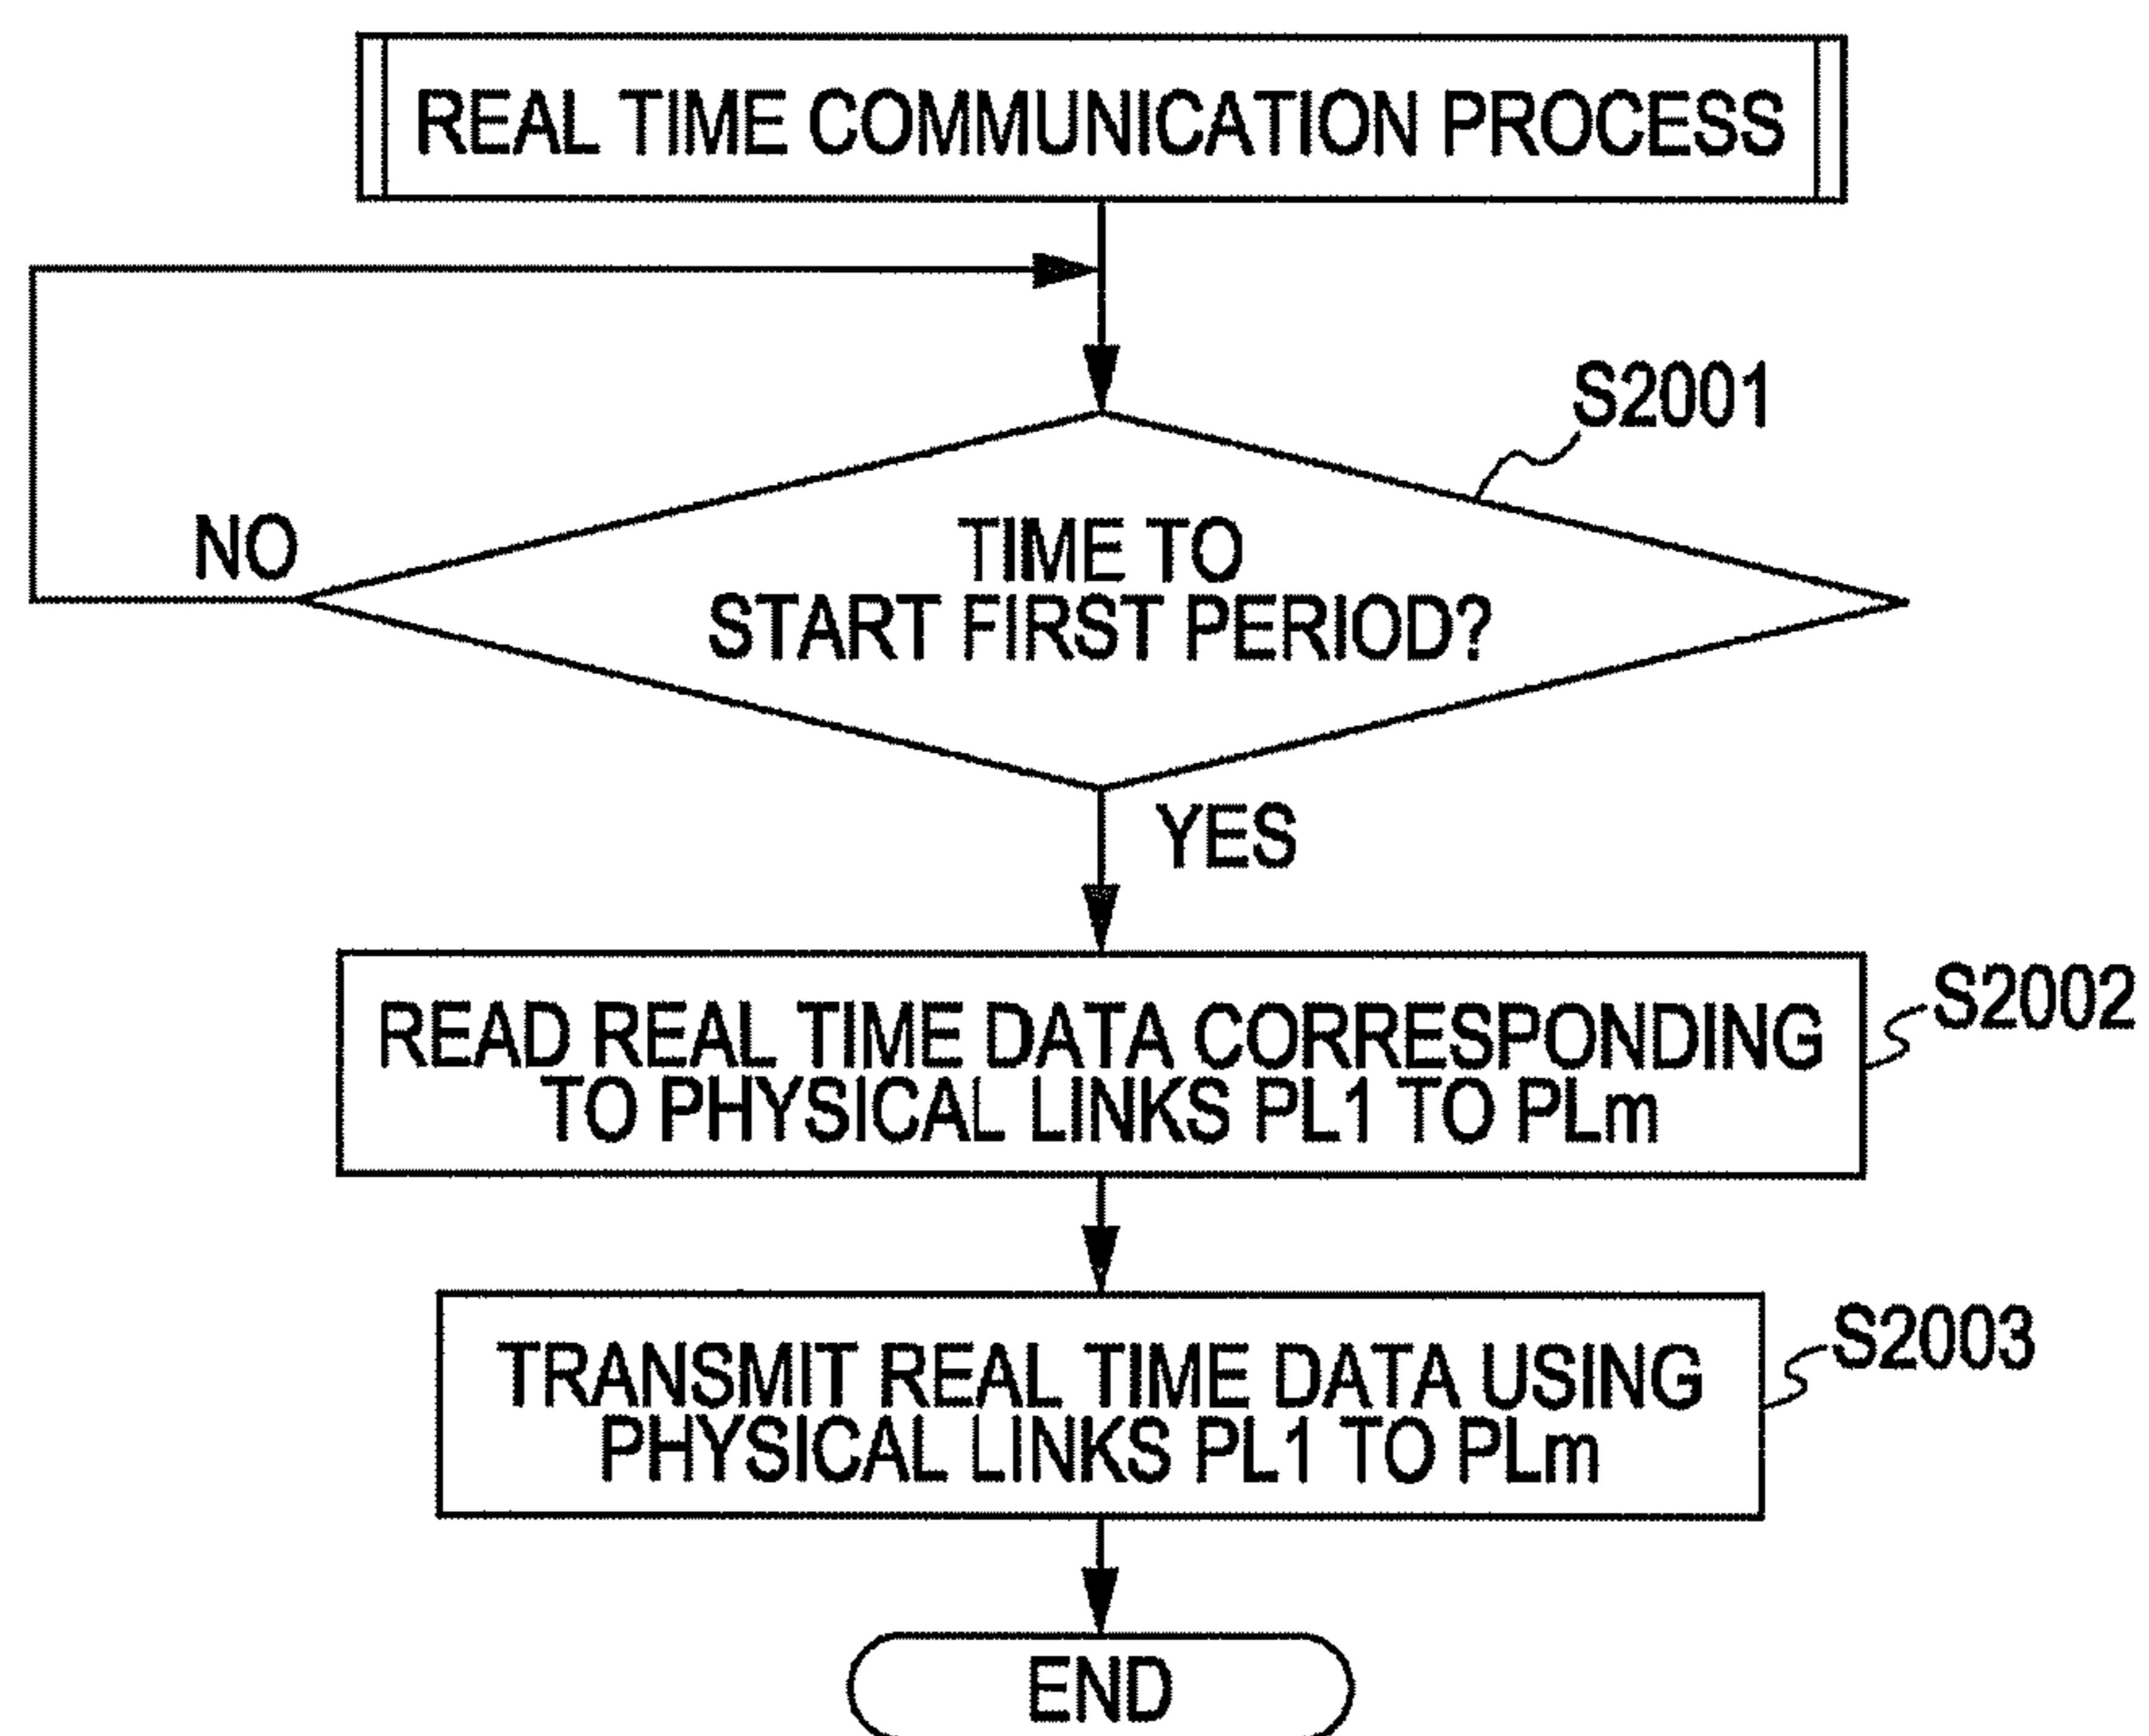 REAL TIME COMMUNICATION PROCESS
S2001
NO
TIME TO
START FIRST PERIOD?
YES
READ REAL TIME DATA CORRESPONDING
TO PHYSICAL LINKS PL1 TO PLm
S2002
TRANSMIT REAL TIME DATA USING
PHYSICAL LINKS PL1 TO PLm
S2003
END